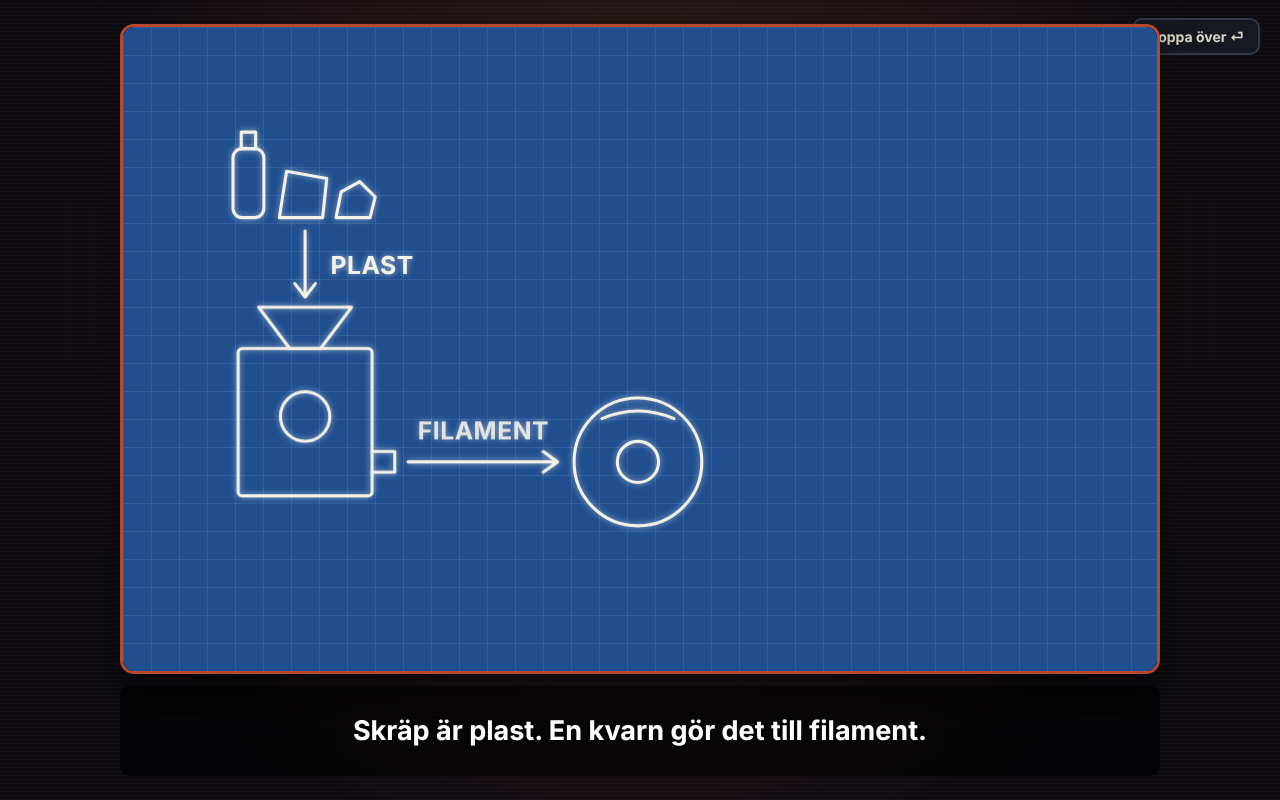 oppa över ⏎
PLAST
FILAMENT
Skräp är plast. En kvarn gör det till filament.